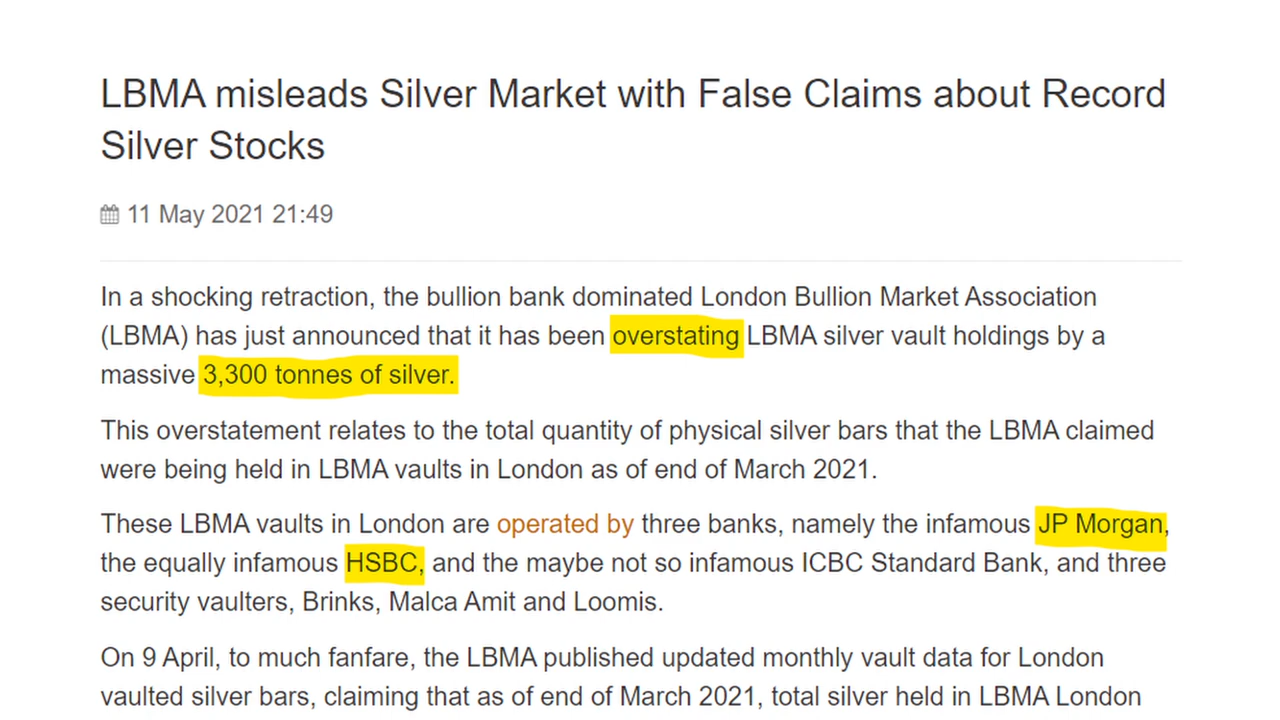 LBMA misleads Silver Market with False Claims about Record
Silver Stocks
11 May 2021 21:49
In a shocking retraction, the bullion bank dominated London Bullion Market Association
(LBMA) has just announced that it has been overstating LBMA silver vault holdings by a
massive 3,300 tonnes of silver.
This overstatement relates to the total quantity of physical silver bars that the LBMA claimed
were being held in LBMA vaults in London as of end of March 2021.
These LBMA vaults in London are operated by three banks, namely the infamous JP Morgan,
the equally infamous HSBC, and the maybe not so infamous ICBC Standard Bank, and three
security vaulters, Brinks, Malca Amit and Loomis.
On 9 April, to much fanfare, the LBMA published updated monthly vault data for London
vaulted silver bars, claiming that as of end of March 2021, total silver held in LBMA London